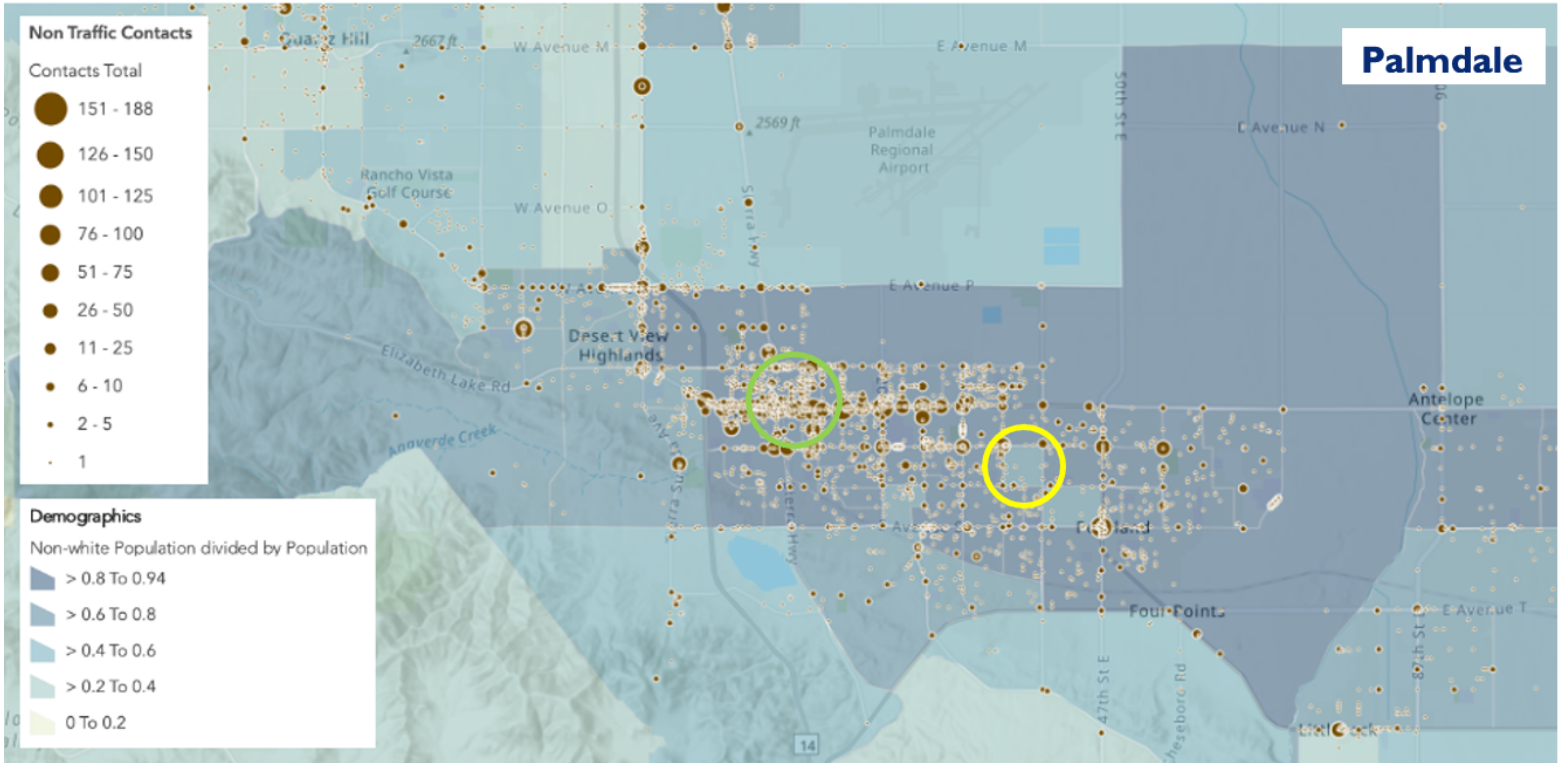 Palmdale
Non Traffic Contacts
Contacts Total
151 - 188
126 - 150
101 - 125
76 - 100
51 - 75
26 - 50
11 - 25
6 - 10
2 - 5
1
Demographics
Non-white Population divided by Population
> 0.8 To 0.94
> 0.6 To 0.8
> 0.4 To 0.6
> 0.2 To 0.4
0 To 0.2
Quartz Hill
2667 ft
W Avenue M
E Avenue M
50th St E
E Avenue N
2569 ft
Palmdale
Regional
Airport
Rancho Vista
Golf Course
W Avenue O
Sierra Hwy
E Avenue P
Desert View
Highlands
Elizabeth Lake Rd
Antelope
Center
Anaverde Creek
Four Points
E Avenue T
47th St E
14